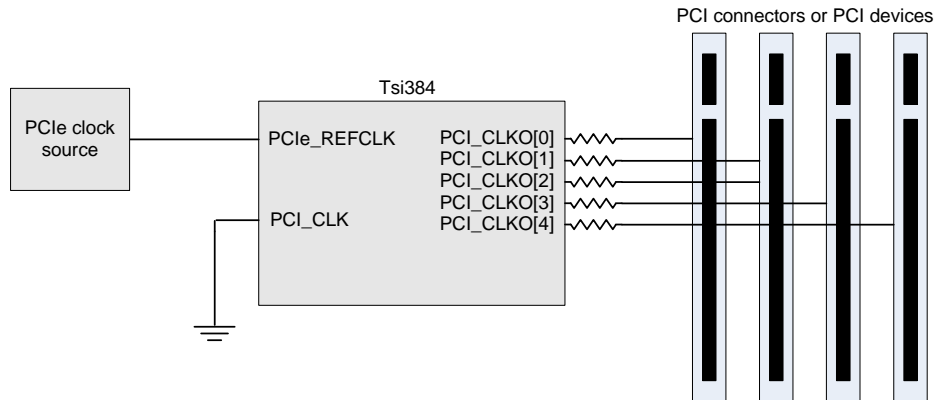 PCI connectors or PCI devices
Tsi384
PCIe clock
source
PCIe_REFCLK
PCI_CLK
PCI_CLKO[0]
PCI_CLKO[1]
PCI_CLKO[2]
PCI_CLKO[3]
PCI_CLKO[4]